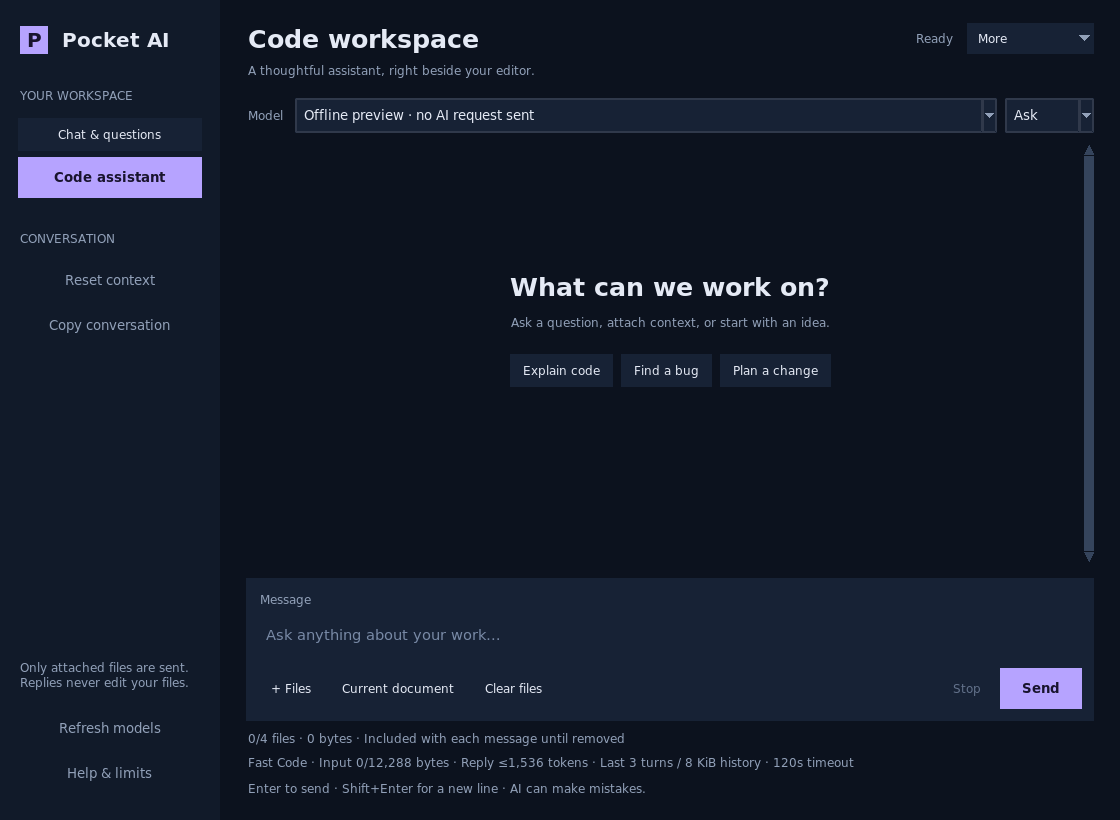 P Pocket AI
YOUR WORKSPACE
Chat & questions
Code assistant
CONVERSATION
Reset context
Copy conversation
Only attached files are sent.
Replies never edit your files.
Refresh models
Help & limits
Code workspace
Ready
More
A thoughtful assistant, right beside your editor.
Model
Offline preview · no AI request sent
Ask
What can we work on?
Ask a question, attach context, or start with an idea.
Explain code
Find a bug
Plan a change
Message
Ask anything about your work...
+ Files
Current document
Clear files
Stop
Send
0/4 files · 0 bytes · Included with each message until removed
Fast Code · Input 0/12,288 bytes · Reply ≤1,536 tokens · Last 3 turns / 8 KiB history · 120s timeout
Enter to send · Shift+Enter for a new line · AI can make mistakes.